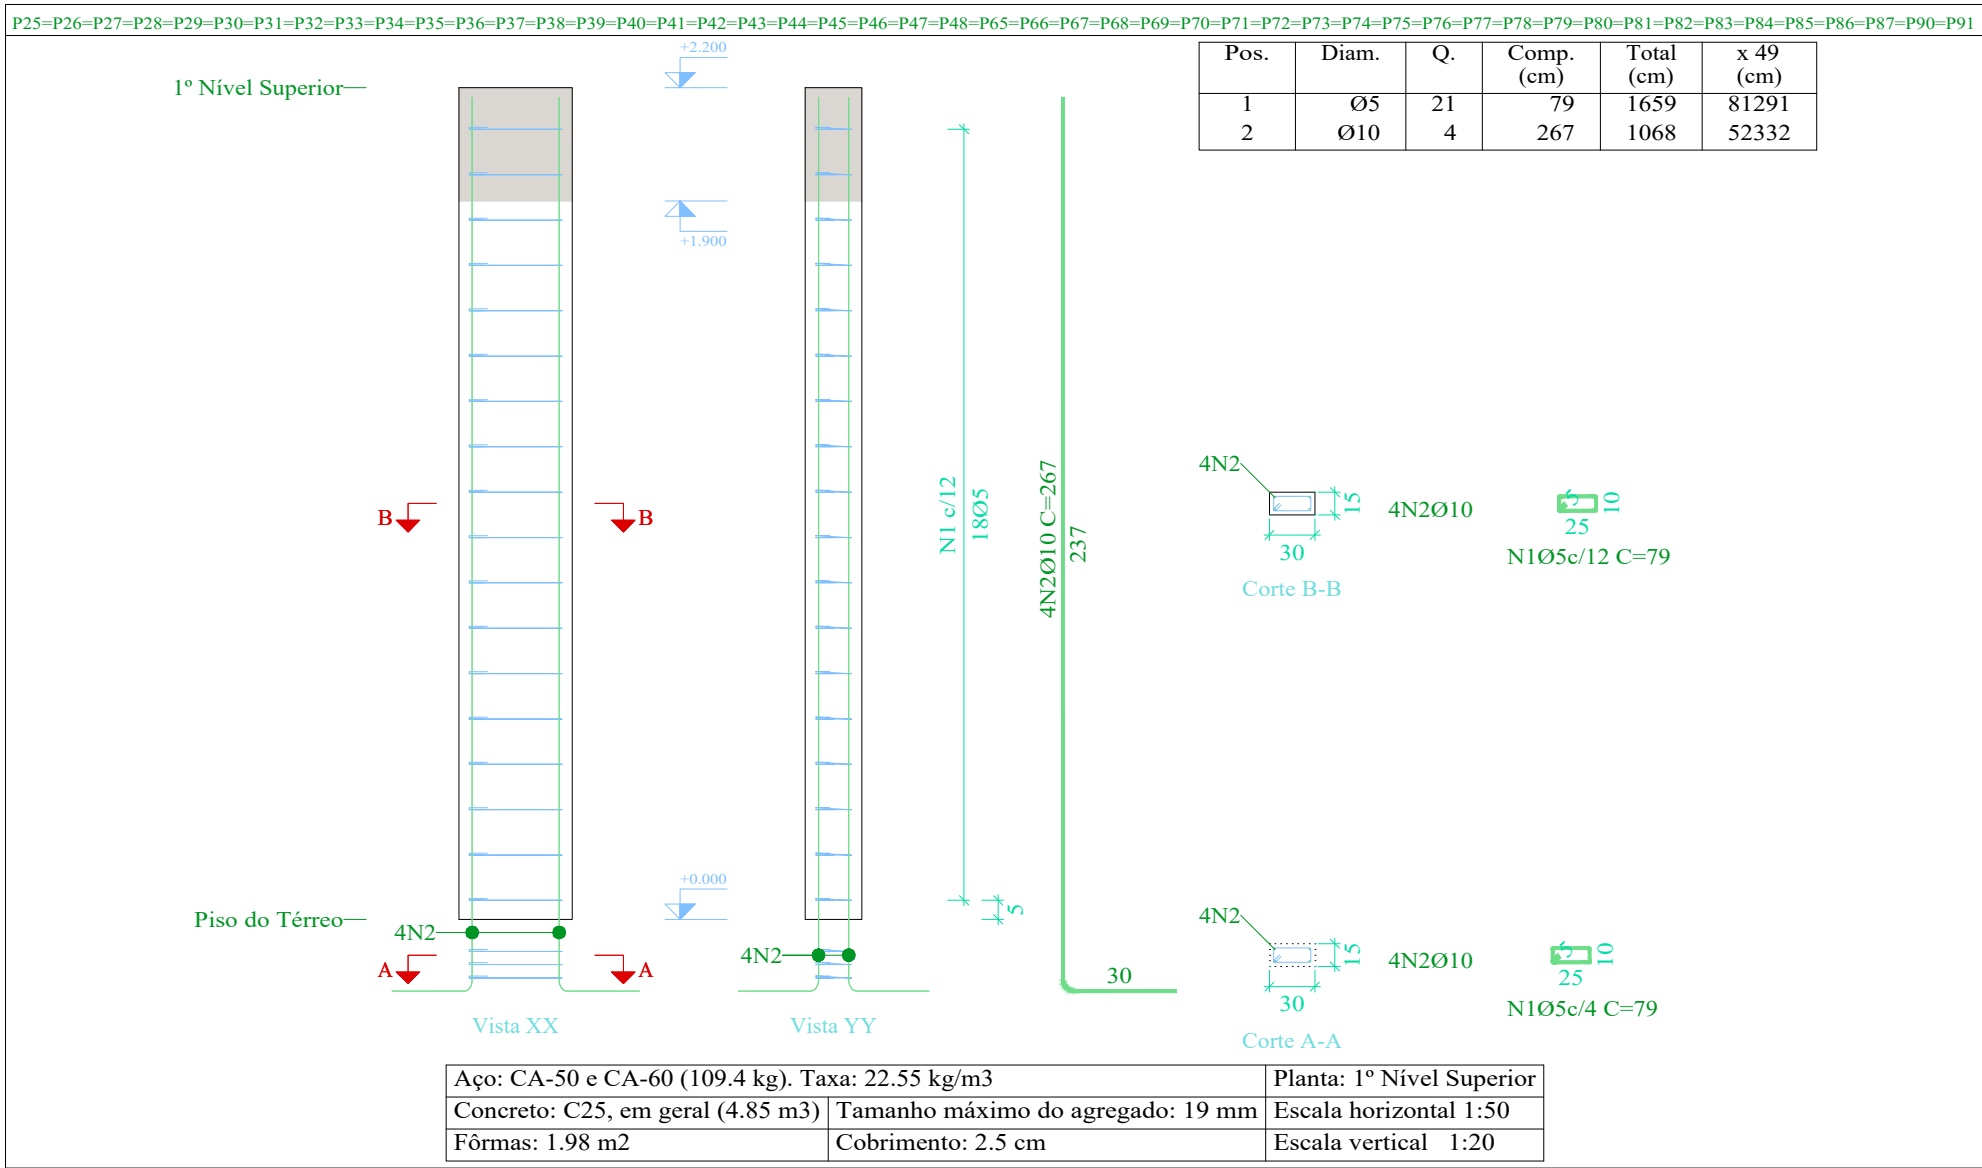 P25=P26=P27=P28=P29=P30=P31=P32=P33=P34=P35=P36=P37=P38=P39=P40=P41=P42=P43=P44=P45=P46=P47=P48=P65=P66=P67=P68=P69=P70=P71=P72=P73=P74=P75=P76=P77=P78=P79=P80=P81=P82=P83=P84=P85=P86=P87=P90=P91
Pos. Diam. Q. Comp. (cm) Total (cm) x 49 (cm)
1 Ø5 21 79 1659 81291
2 Ø10 4 267 1068 52332
+2.200
1º Nível Superior
+1.900
B B
N1 c/12
18Ø5
4N2Ø10 C=267
237
4N2
15
30
4N2Ø10
Corte B-B
5
10
25
N1Ø5c/12 C=79
+0.000
Piso do Térreo
5
4N2
4N2
A A
30
Vista XX
Vista YY
4N2
15
30
4N2Ø10
Corte A-A
5
10
25
N1Ø5c/4 C=79
Aço: CA-50 e CA-60 (109.4 kg). Taxa: 22.55 kg/m3 Planta: 1º Nível Superior
Concreto: C25, em geral (4.85 m3) Tamanho máximo do agregado: 19 mm Escala horizontal 1:50
Fôrmas: 1.98 m2 Cobrimento: 2.5 cm Escala vertical 1:20